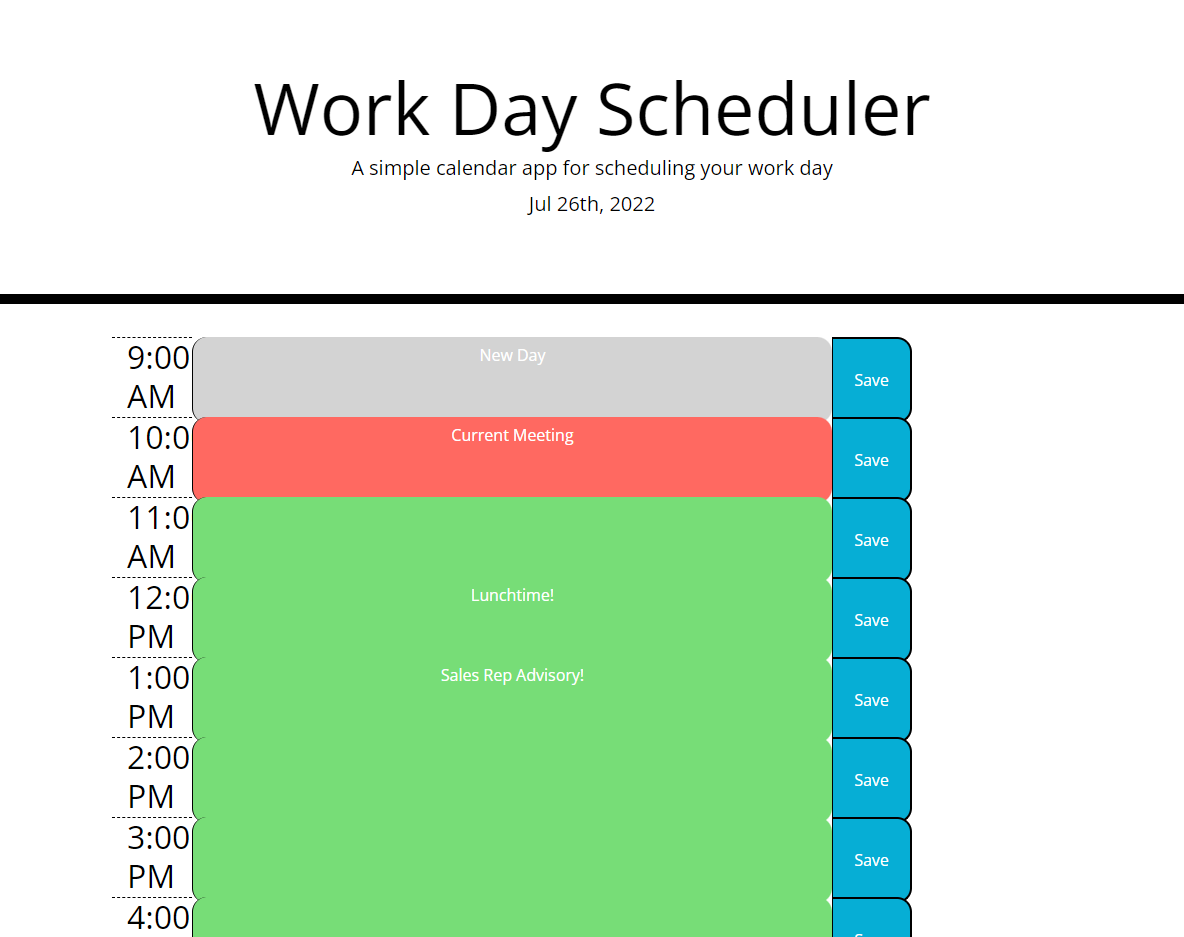 Work Day Scheduler
A simple calendar app for scheduling your work day
Jul 26th, 2022
9:00
AM
New Day
Save
10:0
AM
Current Meeting
Save
11:0
AM
Save
12:0
PM
Lunchtime!
Save
1:00
PM
Sales Rep Advisory!
Save
2:00
PM
Save
3:00
PM
Save
4:00